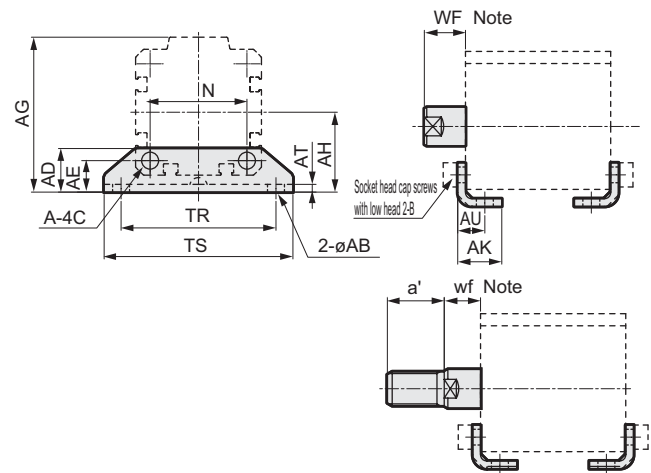 WF Note
AG
N
AH
AT
AD
AE
A-4C
TR
TS
2-øAB
Socket head cap screws
with low head 2-B
AU
AK
a'
wf Note